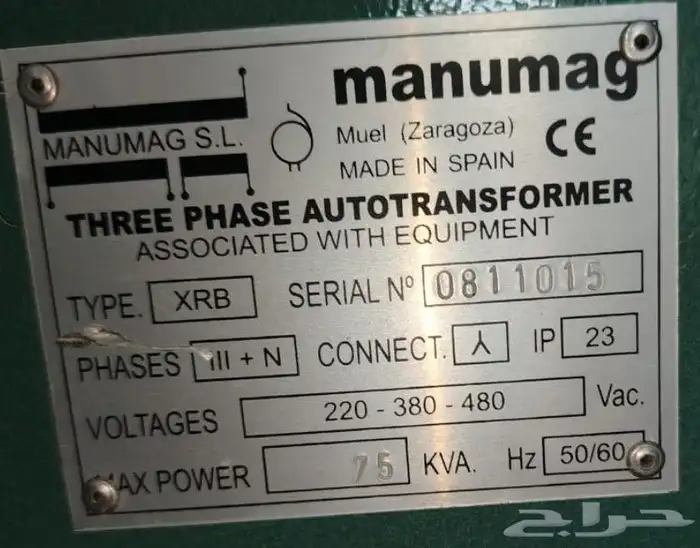 manumag
MANUMAG S.L.
Muel (Zaragoza)
MADE IN SPAIN
CE
THREE PHASE AUTOTRANSFORMER
ASSOCIATED WITH EQUIPMENT
TYPE. XRB SERIAL Nº 0811015
PHASES III + N CONNECT. IP 23
VOLTAGES 220 - 380 - 480 Vac.
MAX POWER 75 KVA. Hz 50/60
حراج